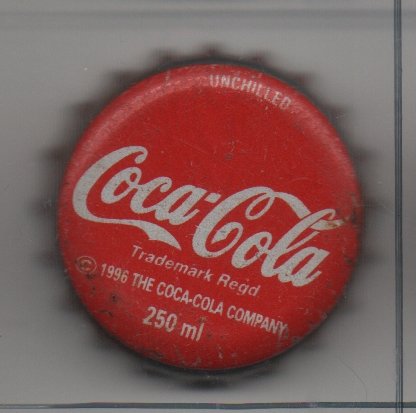 UNCHILLED
Coca-Cola
Trademark Regd
© 1996 THE COCA-COLA COMPANY
250 ml